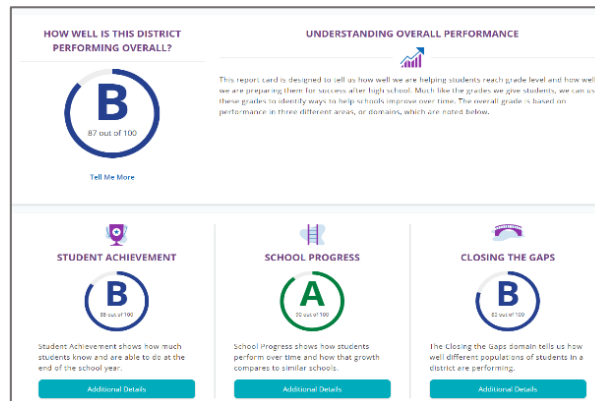 HOW WELL IS THIS DISTRICT
PERFORMING OVERALL?
B
87 out of 100
Tell Me More
UNDERSTANDING OVERALL PERFORMANCE
This report card is designed to tell us how well we are helping students reach grade level and how well
we are preparing them for success after high school. Much like the grades we give students, we can use
these grades to identify ways to help schools improve over time. The overall grade is based on
performance in three different areas, or domains, which are noted below.
STUDENT ACHIEVEMENT
B
out of 100
Student Achievement shows how much
students know and are able to do at the
end of the school year.
Additional Details
SCHOOL PROGRESS
A
out of 100
School Progress shows how students
perform over time and how that growth
compares to similar schools.
Additional Details
CLOSING THE GAPS
B
out of 100
The Closing the Gaps domain tells us how
well different populations of students in a
district are performing.
Additional Details